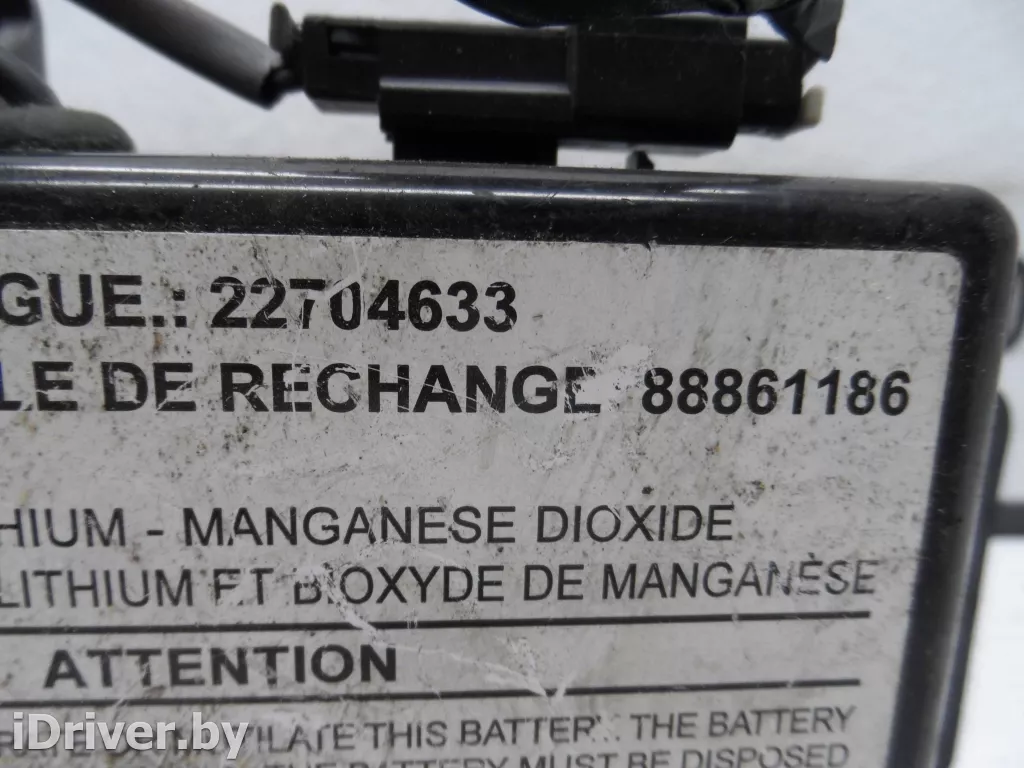 GUE.: 22704633
LE DE RECHANGE 88861186
HIUM - MANGANESE DIOXIDE
LITHIUM ET BIOXYDE DE MANGANÈSE
ATTENTION
ILATE THIS BATTERY. THE BATTERY
BATTERY MUST BE DISPOSED
iDriver.by